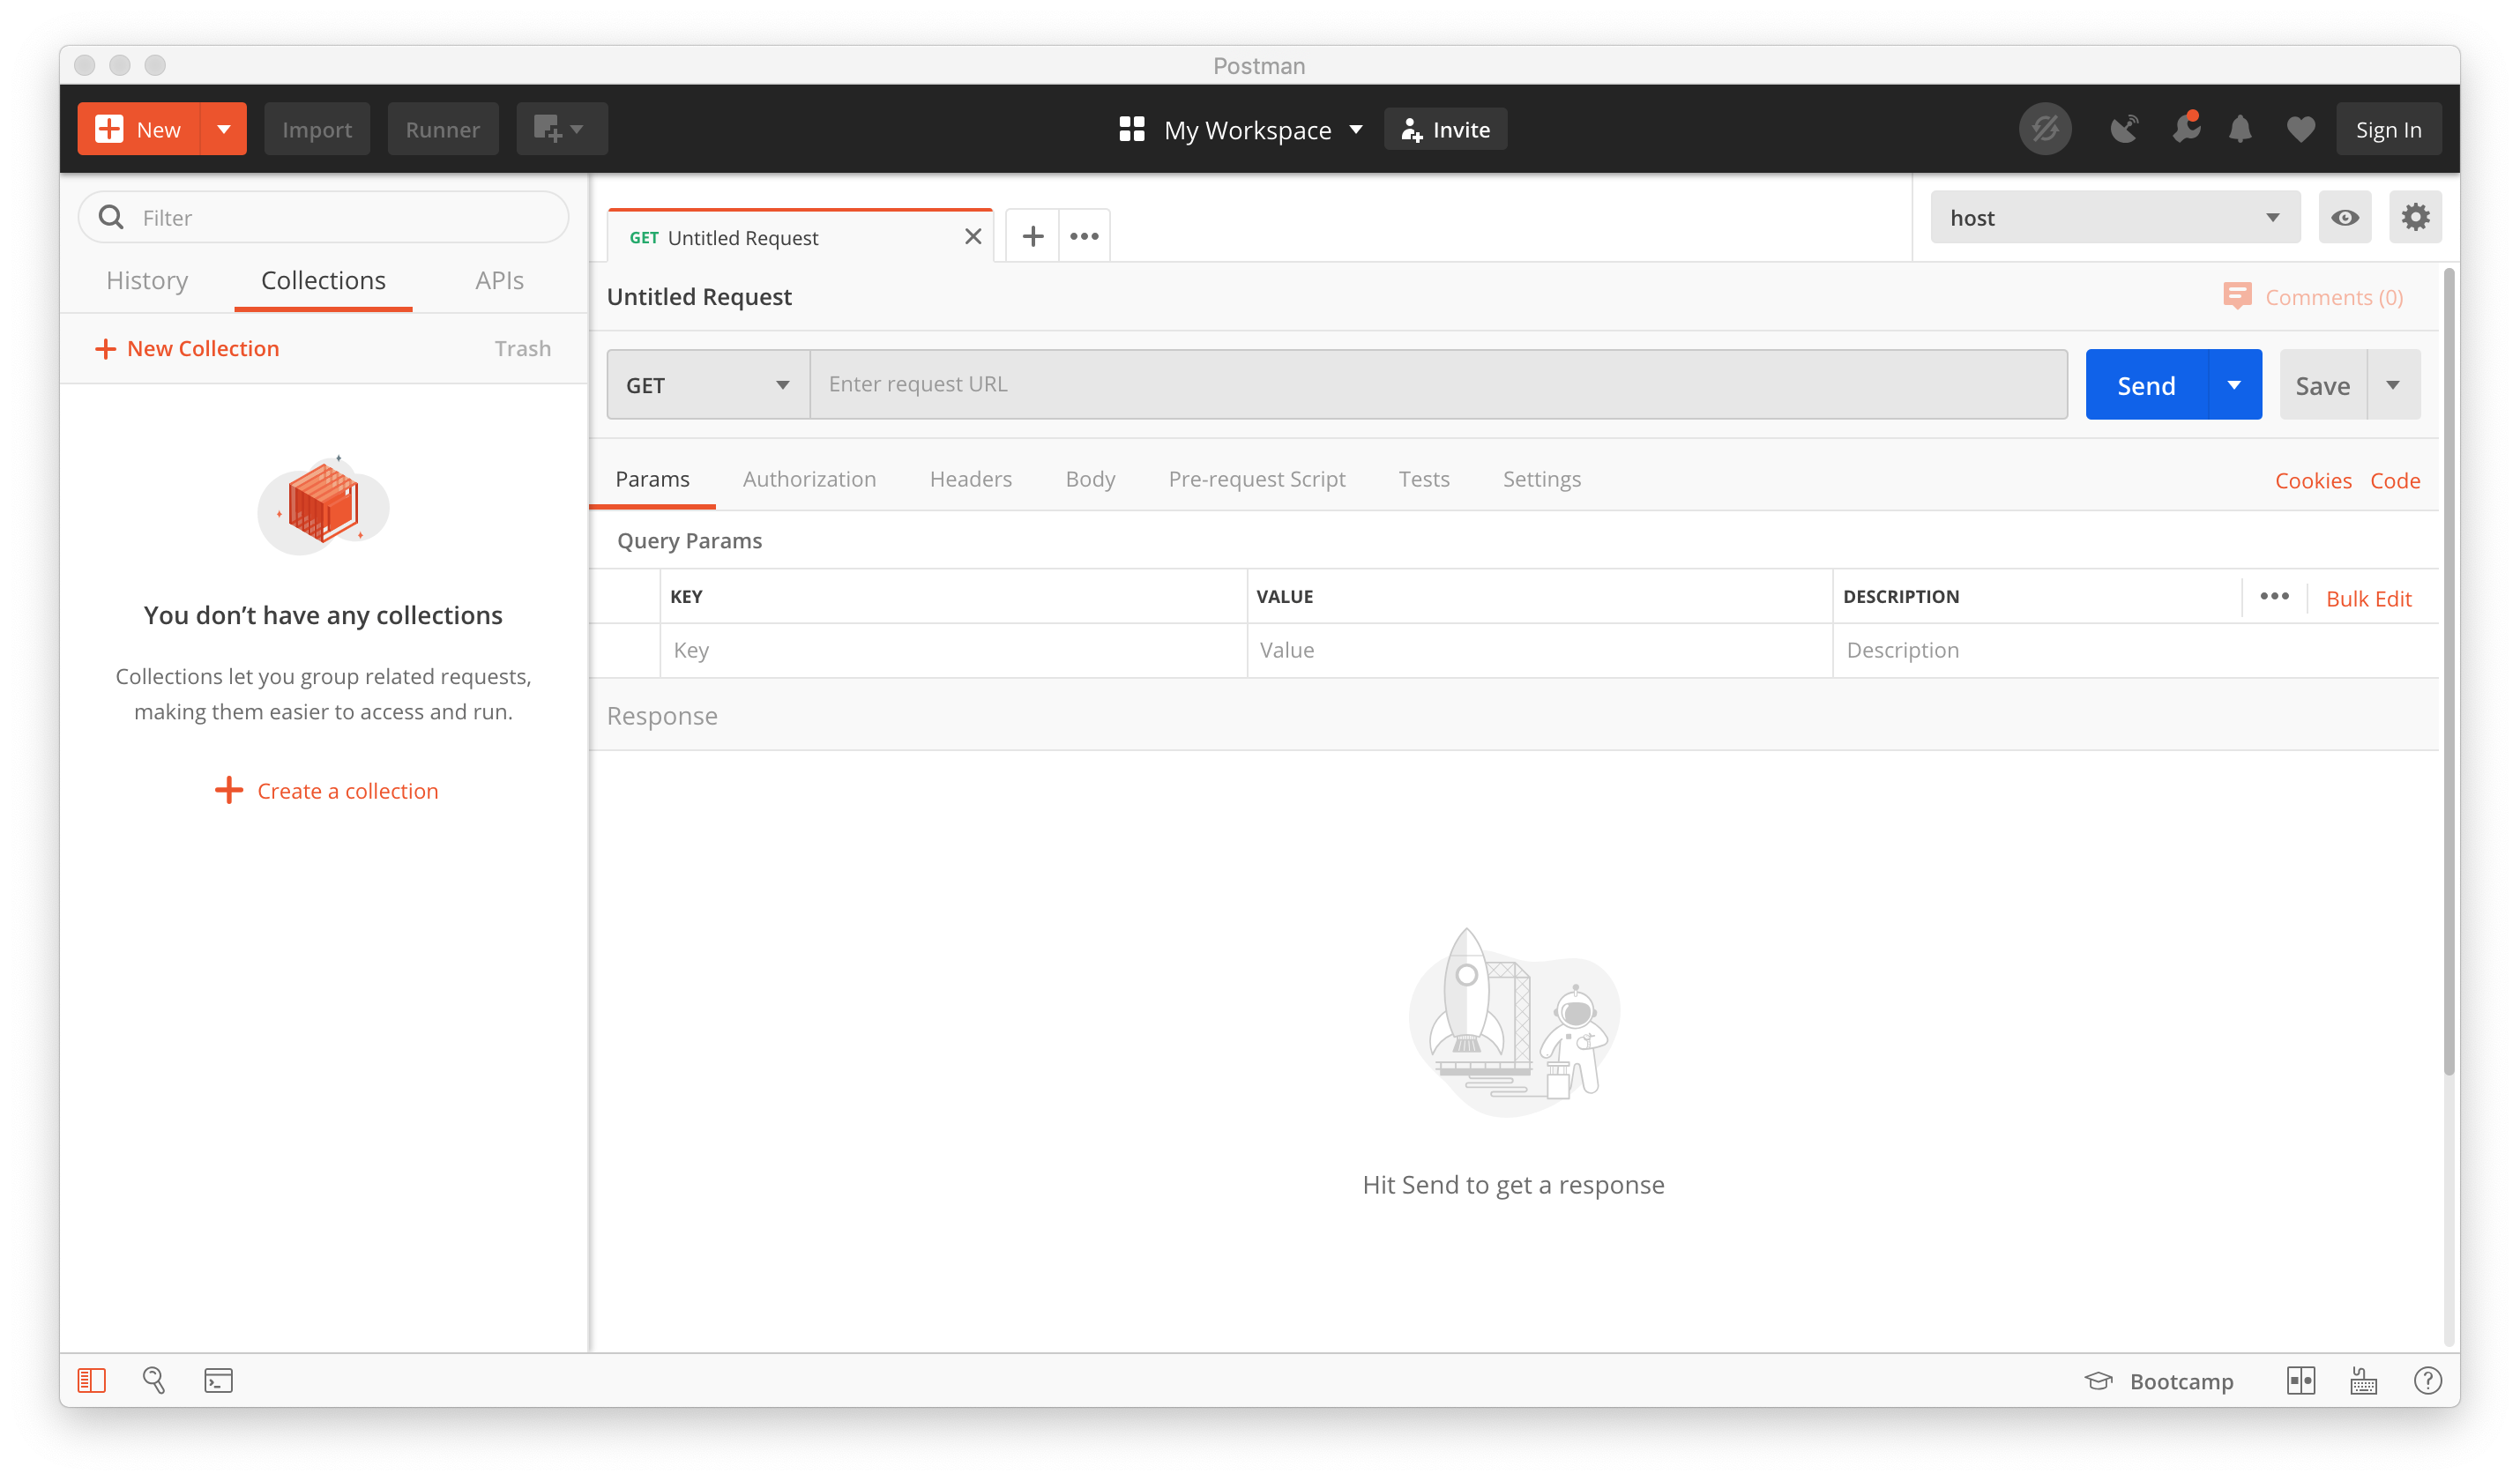 Postman
New
Import
Runner
My Workspace
Invite
Sign In
Filter
History Collections APIs
New Collection Trash
You don’t have any collections
Collections let you group related requests,
making them easier to access and run.
Create a collection
GET Untitled Request
host
Untitled Request
Comments (0)
GET
Enter request URL
Send
Save
Params Authorization Headers Body Pre-request Script Tests Settings
Cookies Code
Query Params
KEY VALUE DESCRIPTION
Bulk Edit
Key Value Description
Response
Hit Send to get a response
Bootcamp